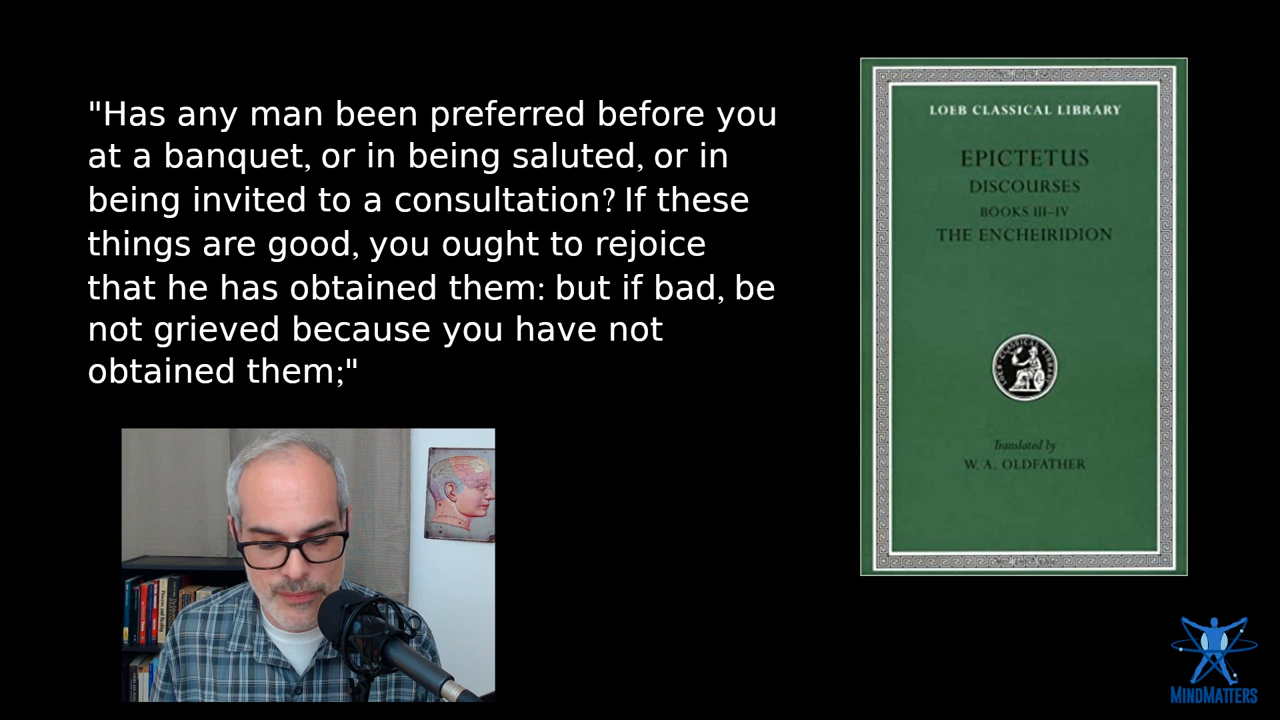 "Has any man been preferred before you
at a banquet, or in being saluted, or in
being invited to a consultation? If these
things are good, you ought to rejoice
that he has obtained them: but if bad, be
not grieved because you have not
obtained them;"
LOEB CLASSICAL LIBRARY
EPICTETUS
DISCOURSES
BOOKS III–IV
THE ENCHEIRIDION
Translated by
W. A. OLDFATHER
MINDMATTERS